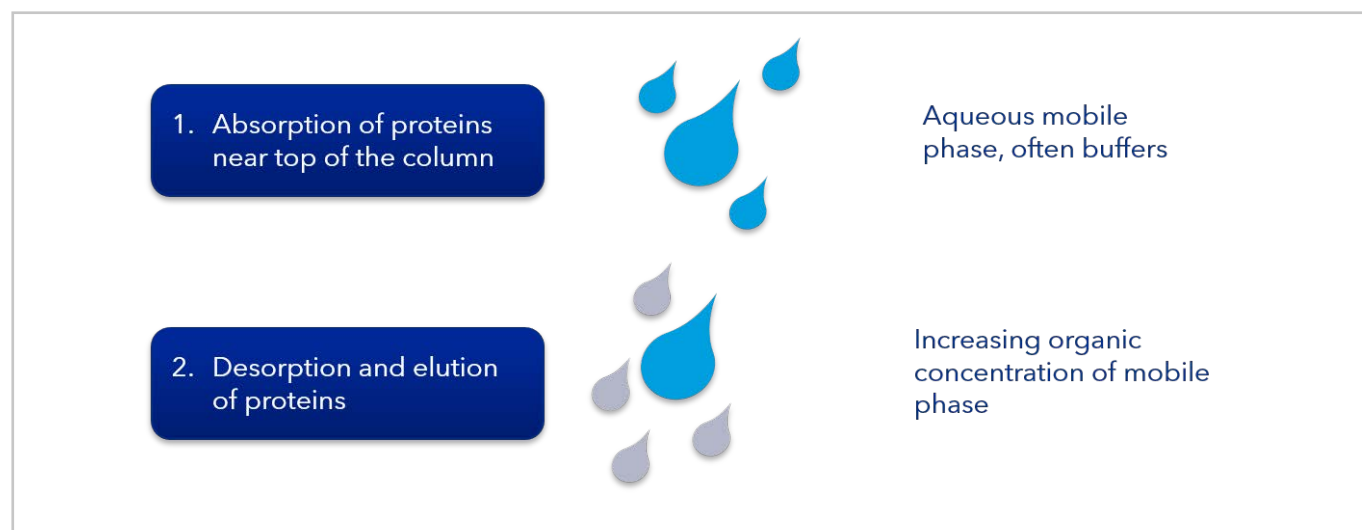 1. Absorption of proteins
near top of the column
Aqueous mobile
phase, often buffers
2. Desorption and elution
of proteins
Increasing organic
concentration of mobile
phase